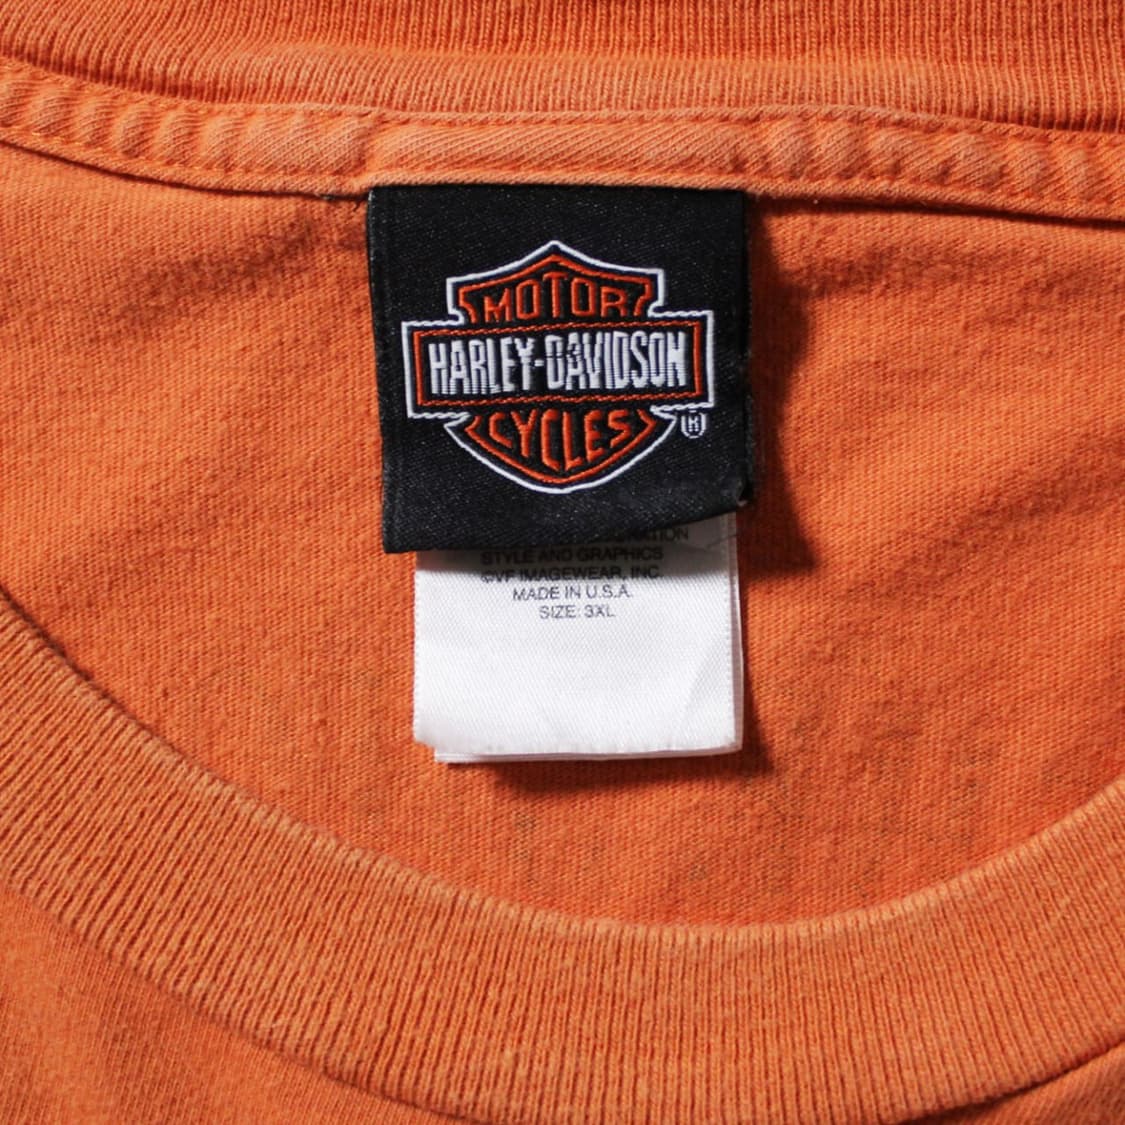 MOTOR
HARLEY-DAVIDSON
CYCLES
®
STYLE AND GRAPHICS
©VF IMAGEWEAR, INC.
MADE IN U.S.A.
SIZE: 3XL